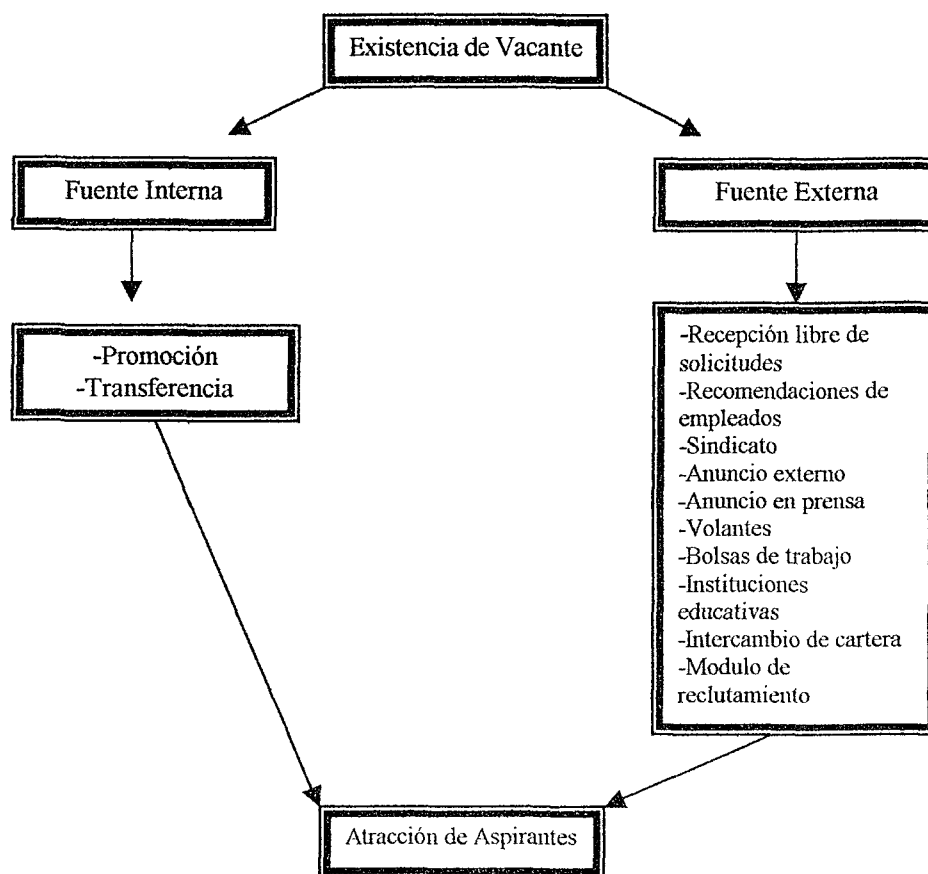 Existencia de Vacante
Fuente Interna
Fuente Externa
-Promoción
-Transferencia
-Recepción libre de
solicitudes
-Recomendaciones de
empleados
-Sindicato
-Anuncio externo
-Anuncio en prensa
-Volantes
-Bolsas de trabajo
-Instituciones
educativas
-Intercambio de cartera
-Modulo de
reclutamiento
Atracción de Aspirantes